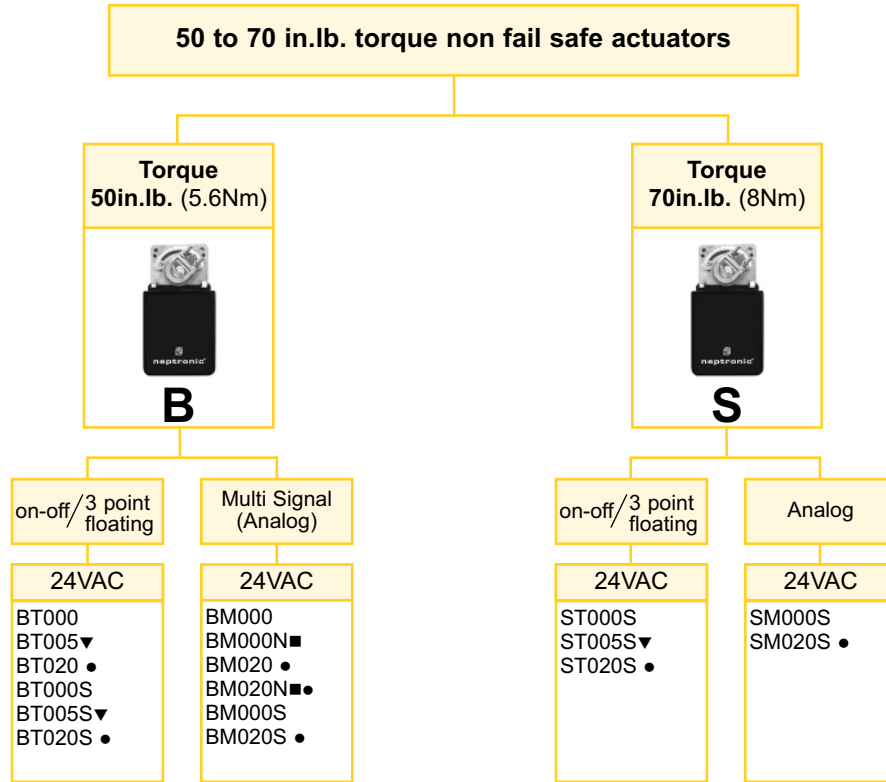 50 to 70 in.lb. torque non fail safe actuators
Torque
50in.lb. (5.6Nm)
neptronic
B
on-off/3 point
floating
24VAC
BT000
BT005▼
BT020 ●
BT000S
BT005S▼
BT020S ●
Multi Signal
(Analog)
24VAC
BM000
BM000N■
BM020 ●
BM020N■●
BM000S
BM020S ●
Torque
70in.lb. (8Nm)
neptronic
S
on-off/3 point
floating
24VAC
ST000S
ST005S▼
ST020S ●
Analog
24VAC
SM000S
SM020S ●